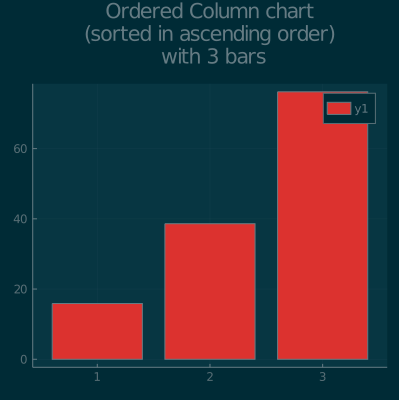 Ordered Column chart
(sorted in ascending order)
with 3 bars
y1
60
40
20
0
1
2
3